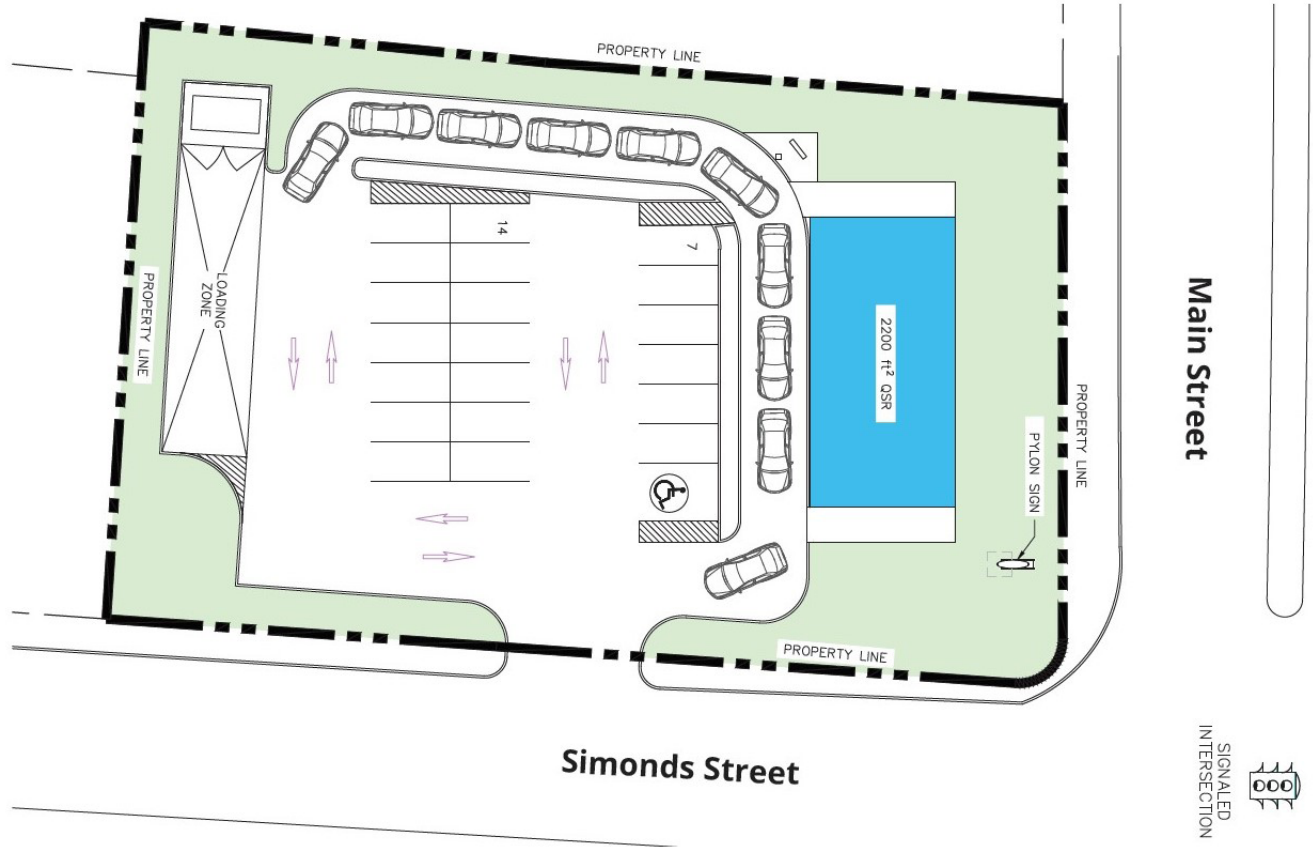 PROPERTY LINE
14
7
LOADING
ZONE
PROPERTY LINE
2200 ft² QSR
Main Street
PROPERTY LINE
PYLON SIGN
PROPERTY LINE
Simonds Street
SIGNALED
INTERSECTION